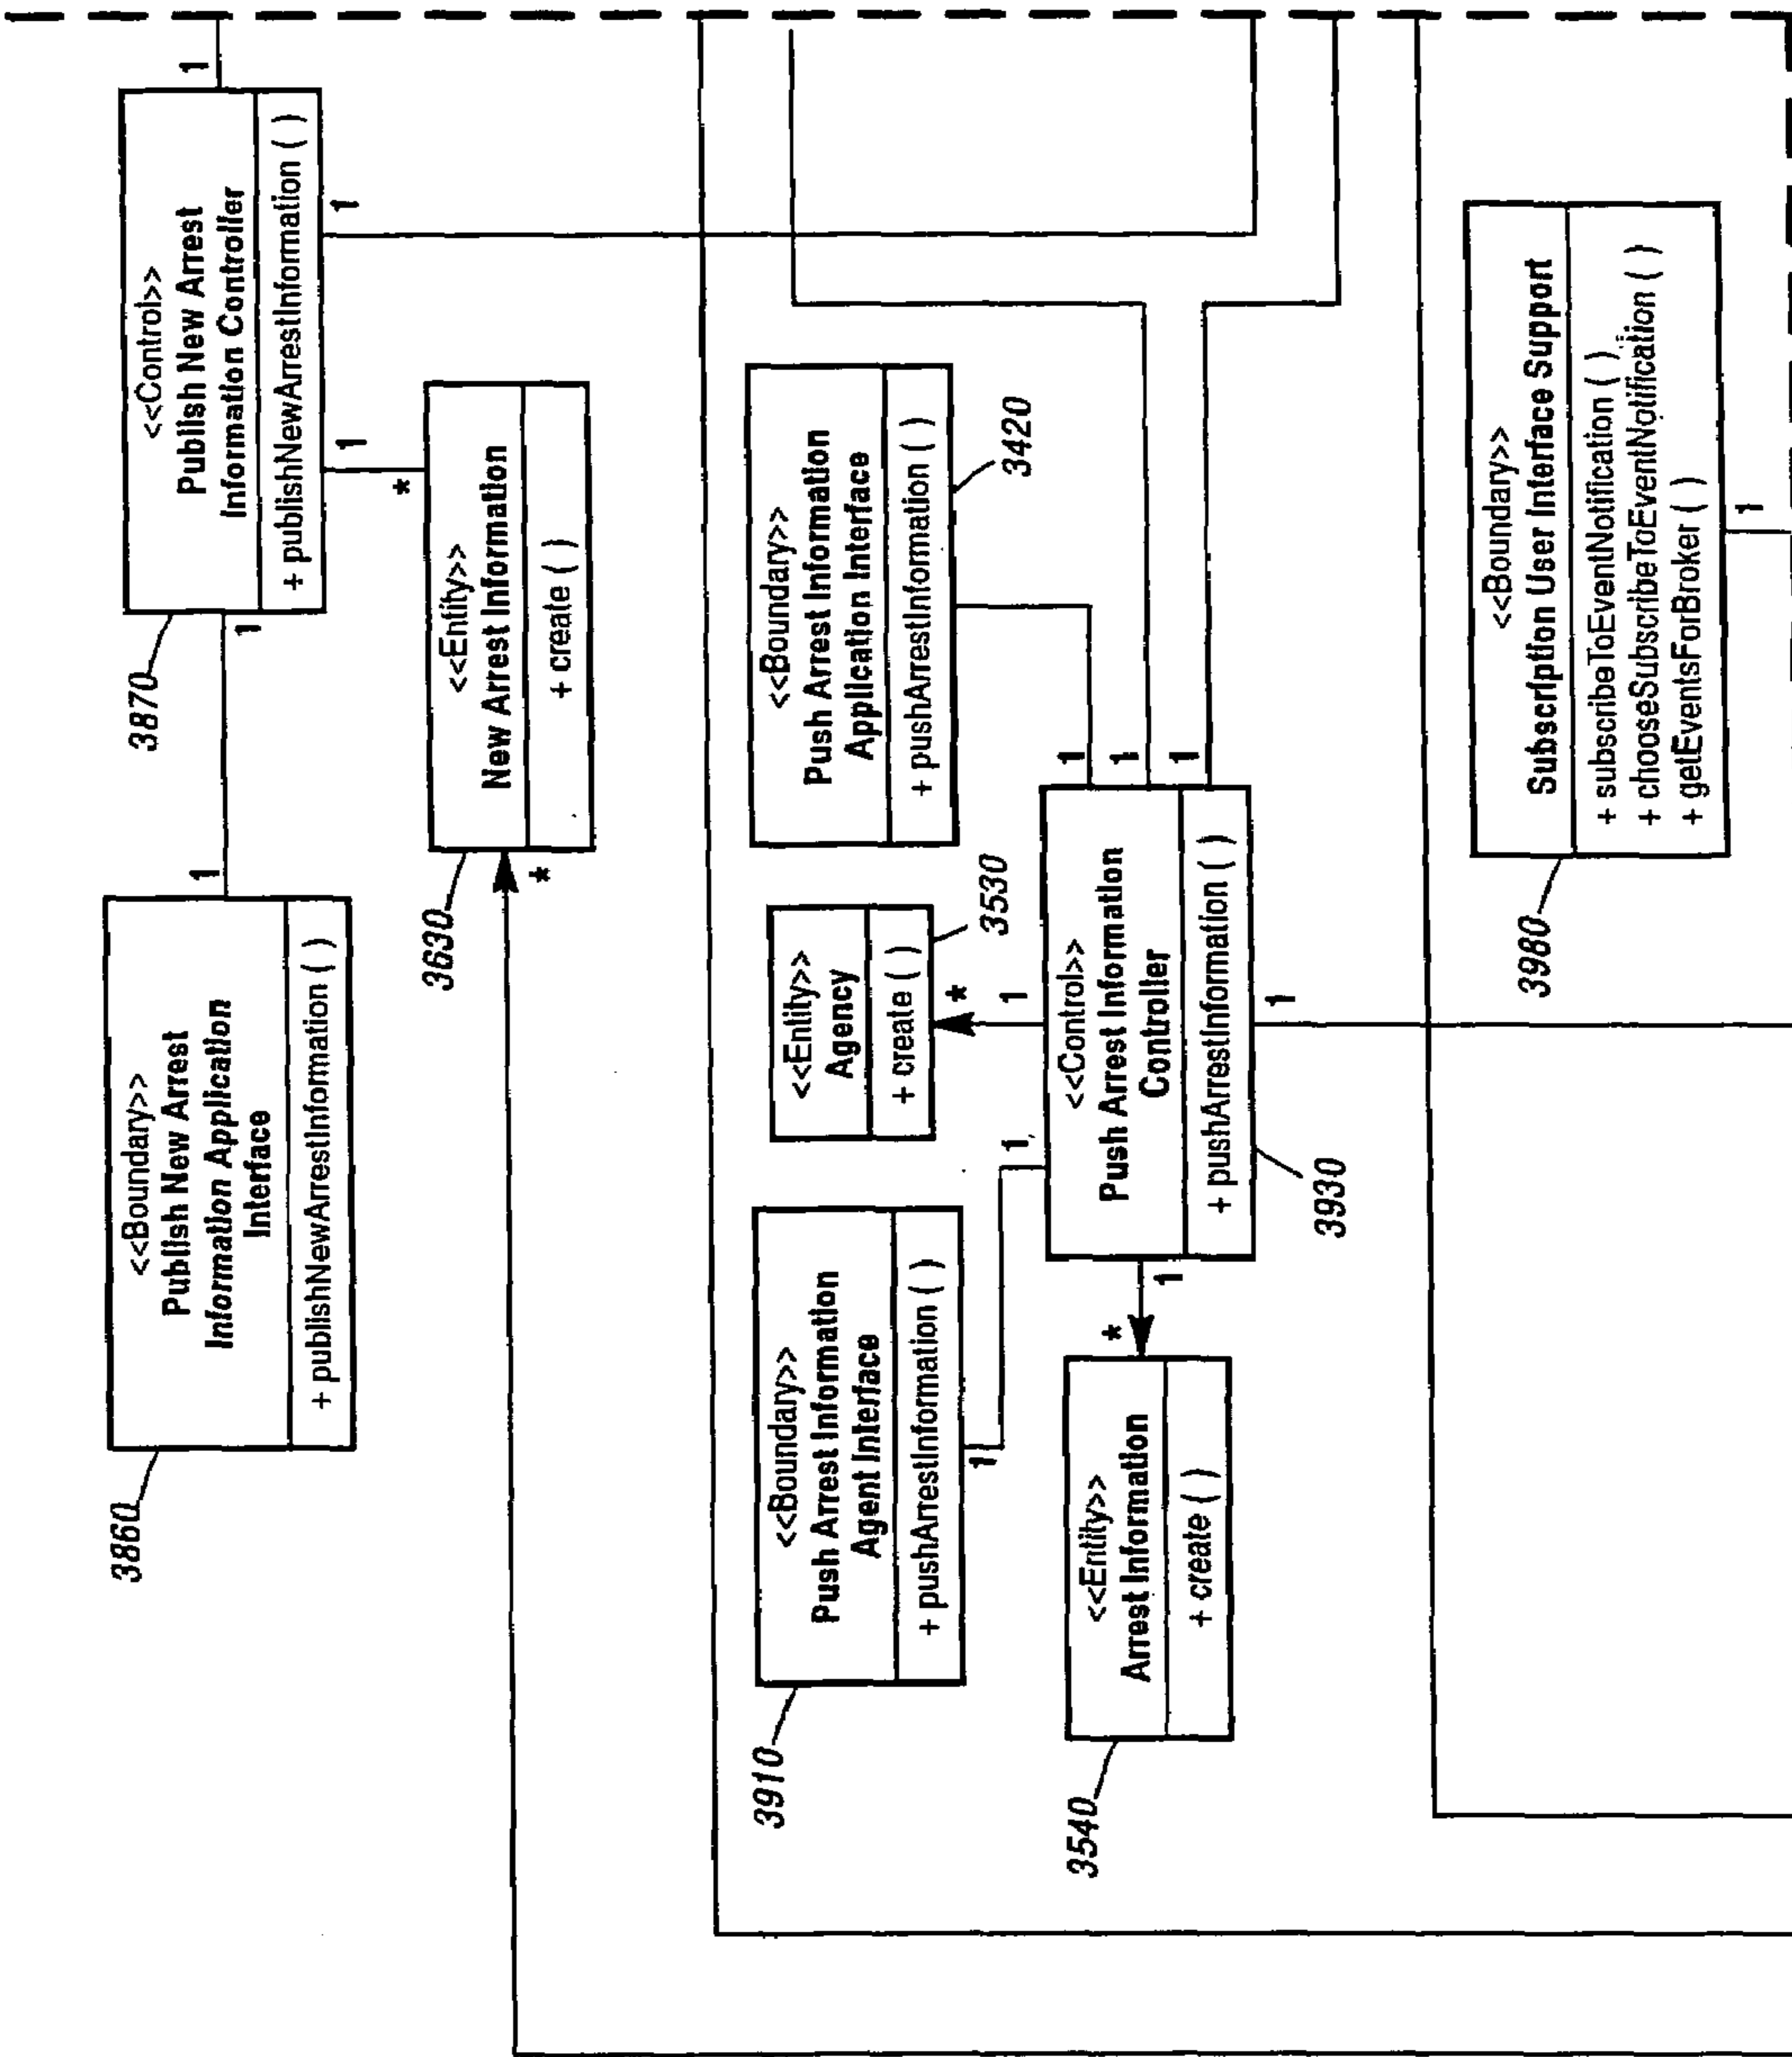 <<Boundary>>
Publish New Arrest
Information Application
Interface
+ publishNewArrestInformation ( )
3860
1
1
<<Control>>
Publish New Arrest
Information Controller
+ publishNewArrestInformation ( )
3870
1
1
1
*
<<Entity>>
New Arrest Information
+ create ( )
3630
*
<<Boundary>>
Push Arrest Information
Agent Interface
+ pushArrestInformation ( )
3910
1
1
<<Entity>>
Agency
+ create ( )
3530
*
1
<<Boundary>>
Push Arrest Information
Application Interface
+ pushArrestInformation ( )
3420
1
1
1
<<Control>>
Push Arrest Information
Controller
+ pushArrestInformation ( )
3930
1
1
*
<<Entity>>
Arrest Information
+ create ( )
3540
<<Boundary>>
Subscription User Interface Support
+ subscribeToEventNotification ( )
+ chooseSubscribeToEventNotification ( )
+ getEventsForBroker ( )
3980
1